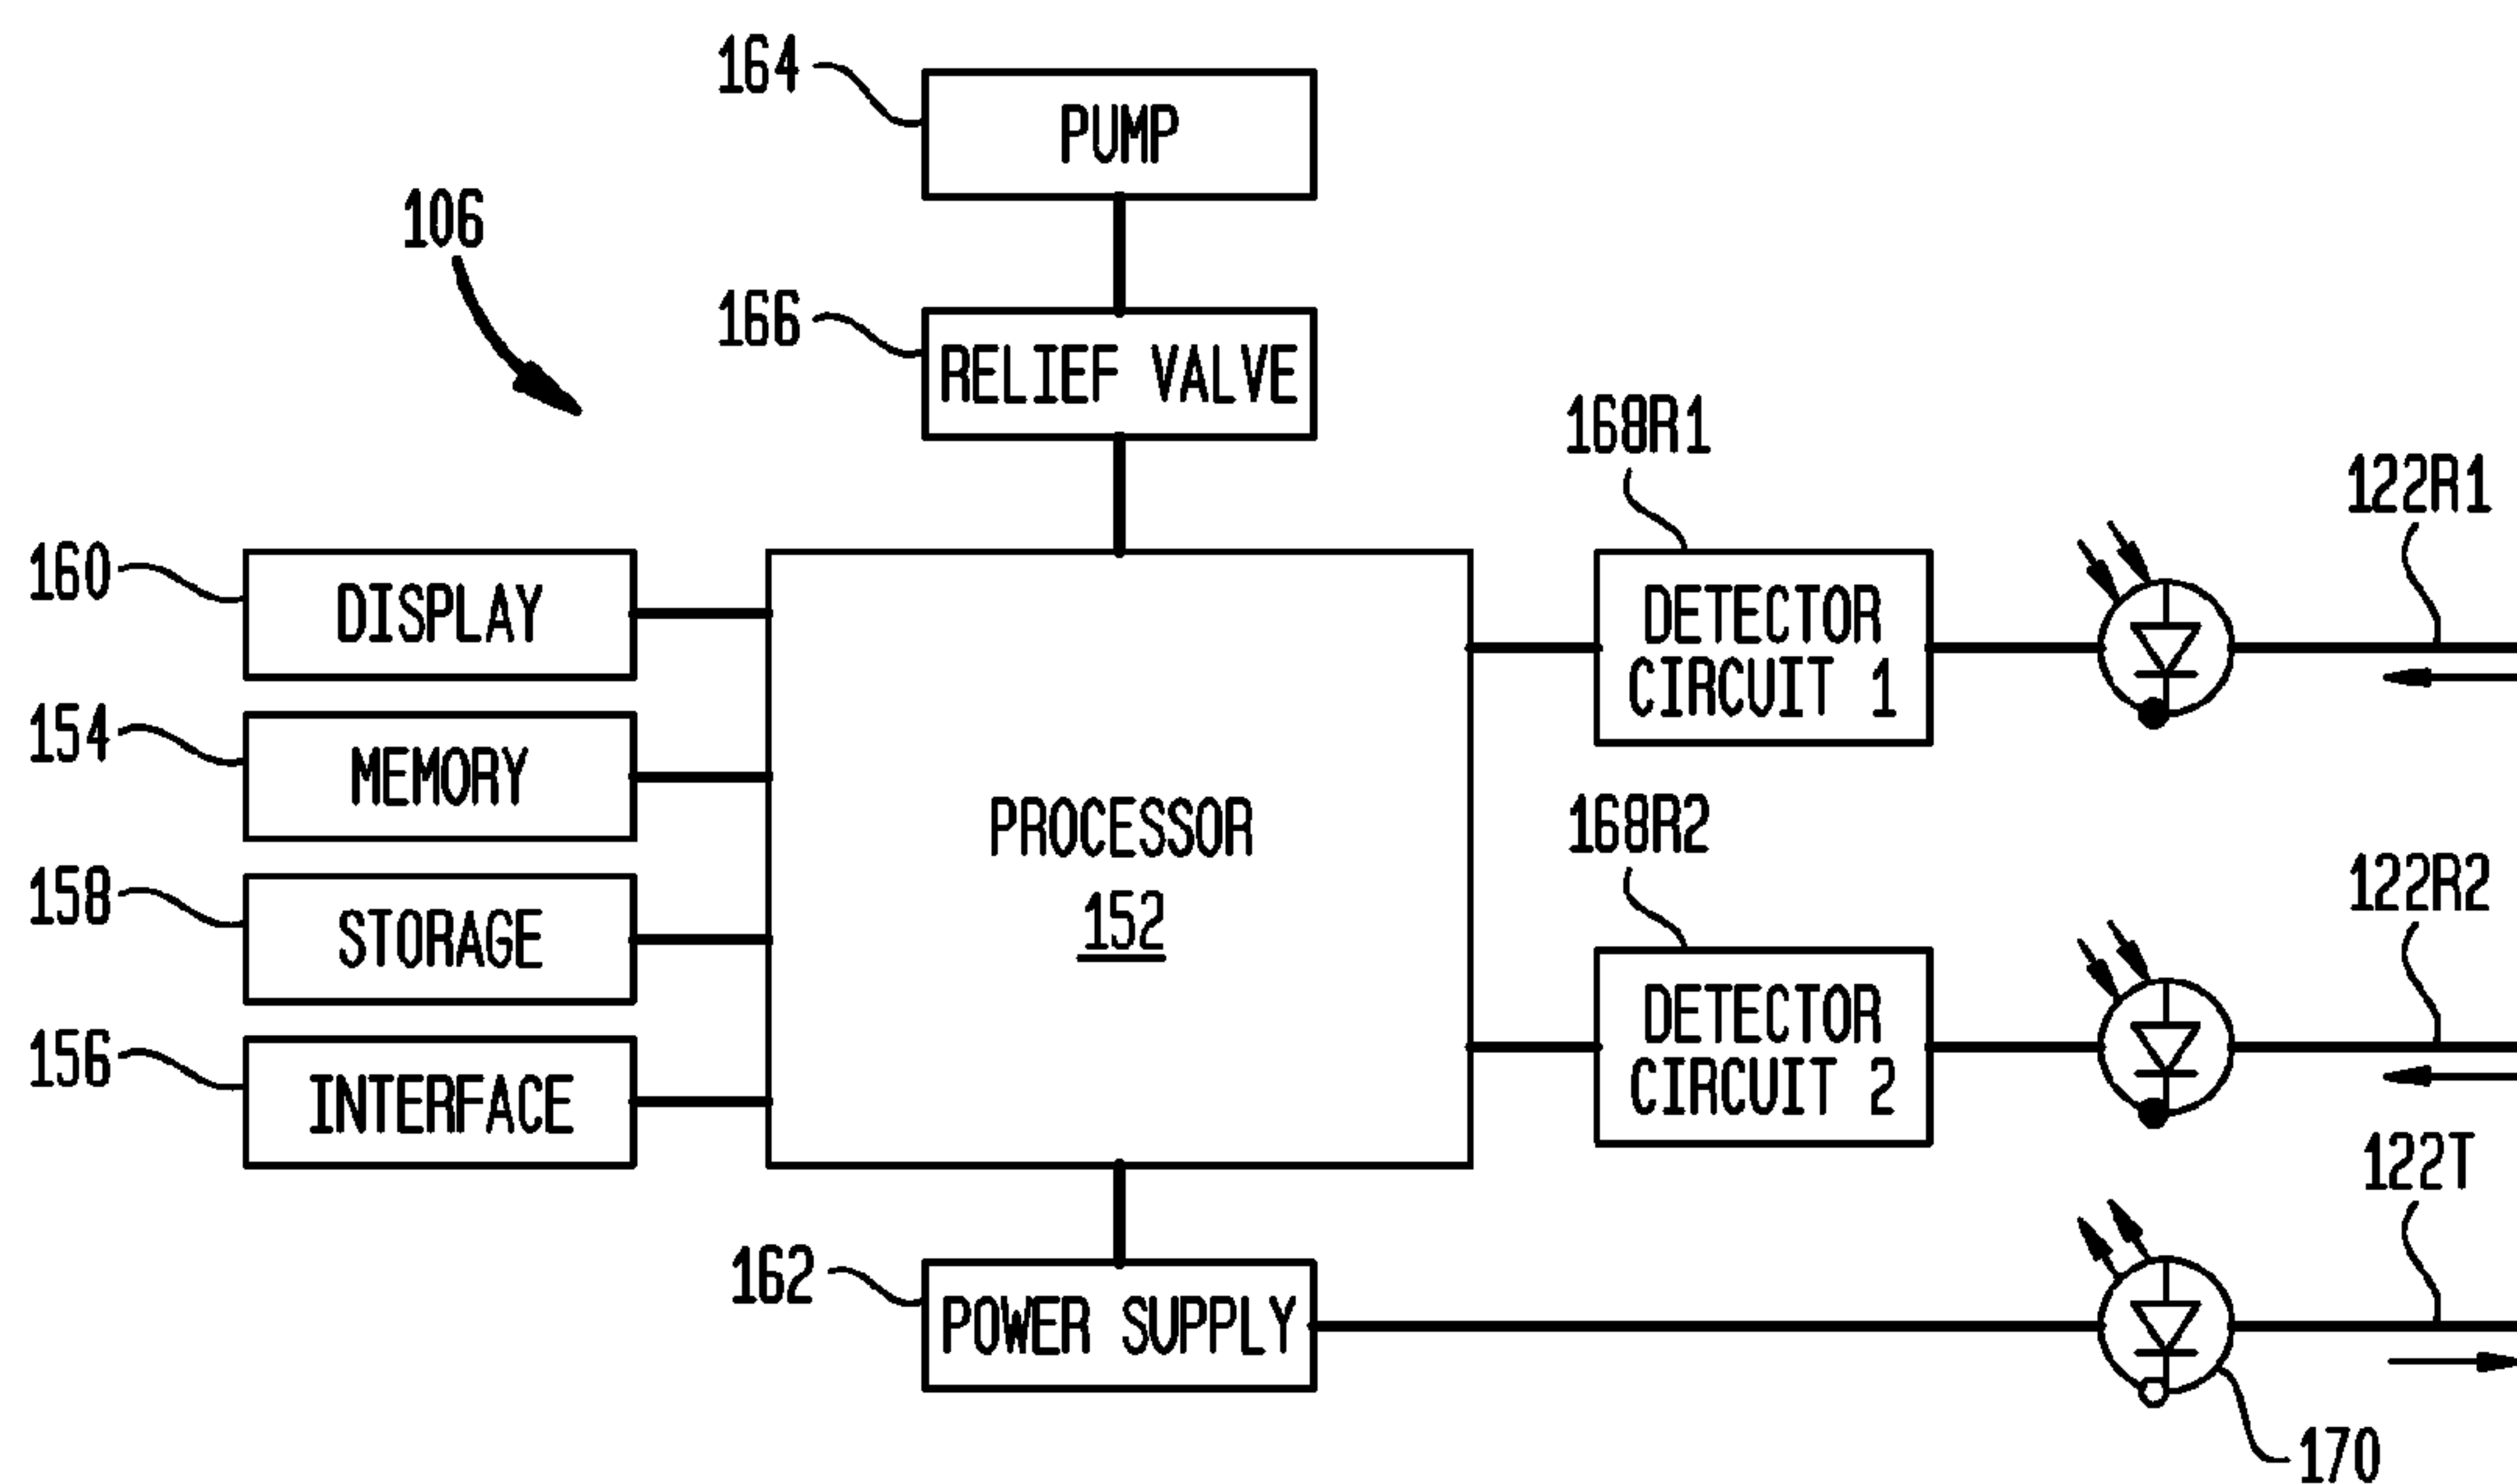 164
PUMP
106
166
RELIEF VALVE
168R1
122R1
160
DISPLAY
DETECTOR
CIRCUIT 1
154
MEMORY
PROCESSOR
152
168R2
122R2
158
STORAGE
DETECTOR
CIRCUIT 2
156
INTERFACE
122T
162
POWER SUPPLY
170